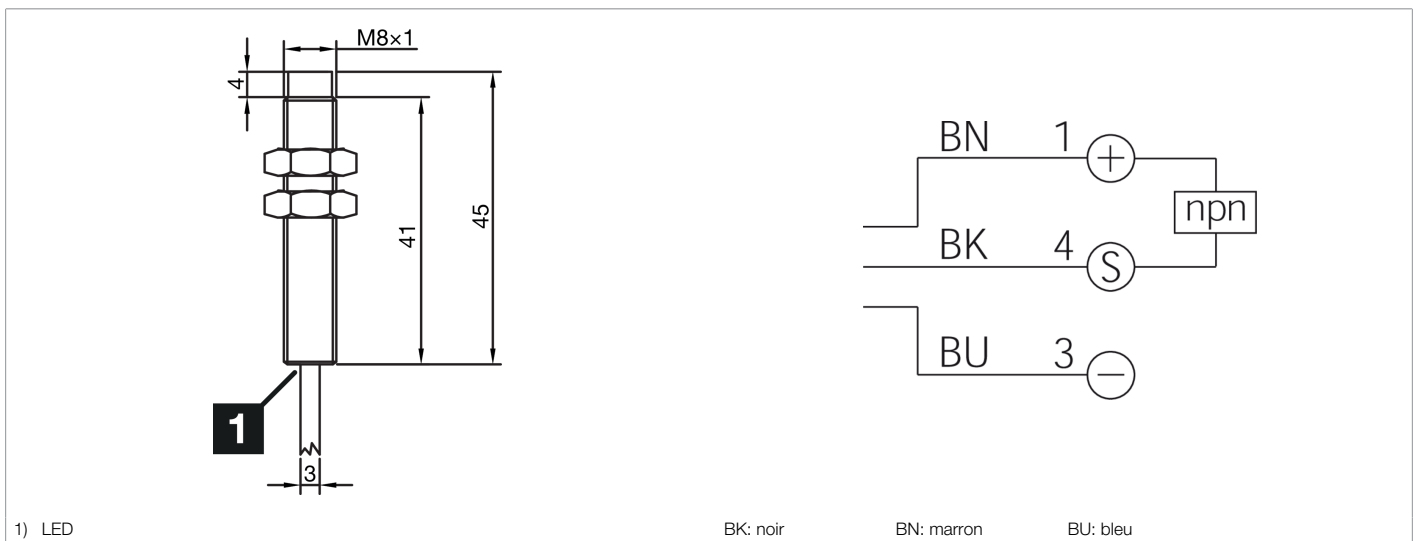 M8×1
4
41
45
1
3
BN 1 +
npn
BK 4 S
BU 3 −
1) LED
BK: noir BN: marron BU: bleu